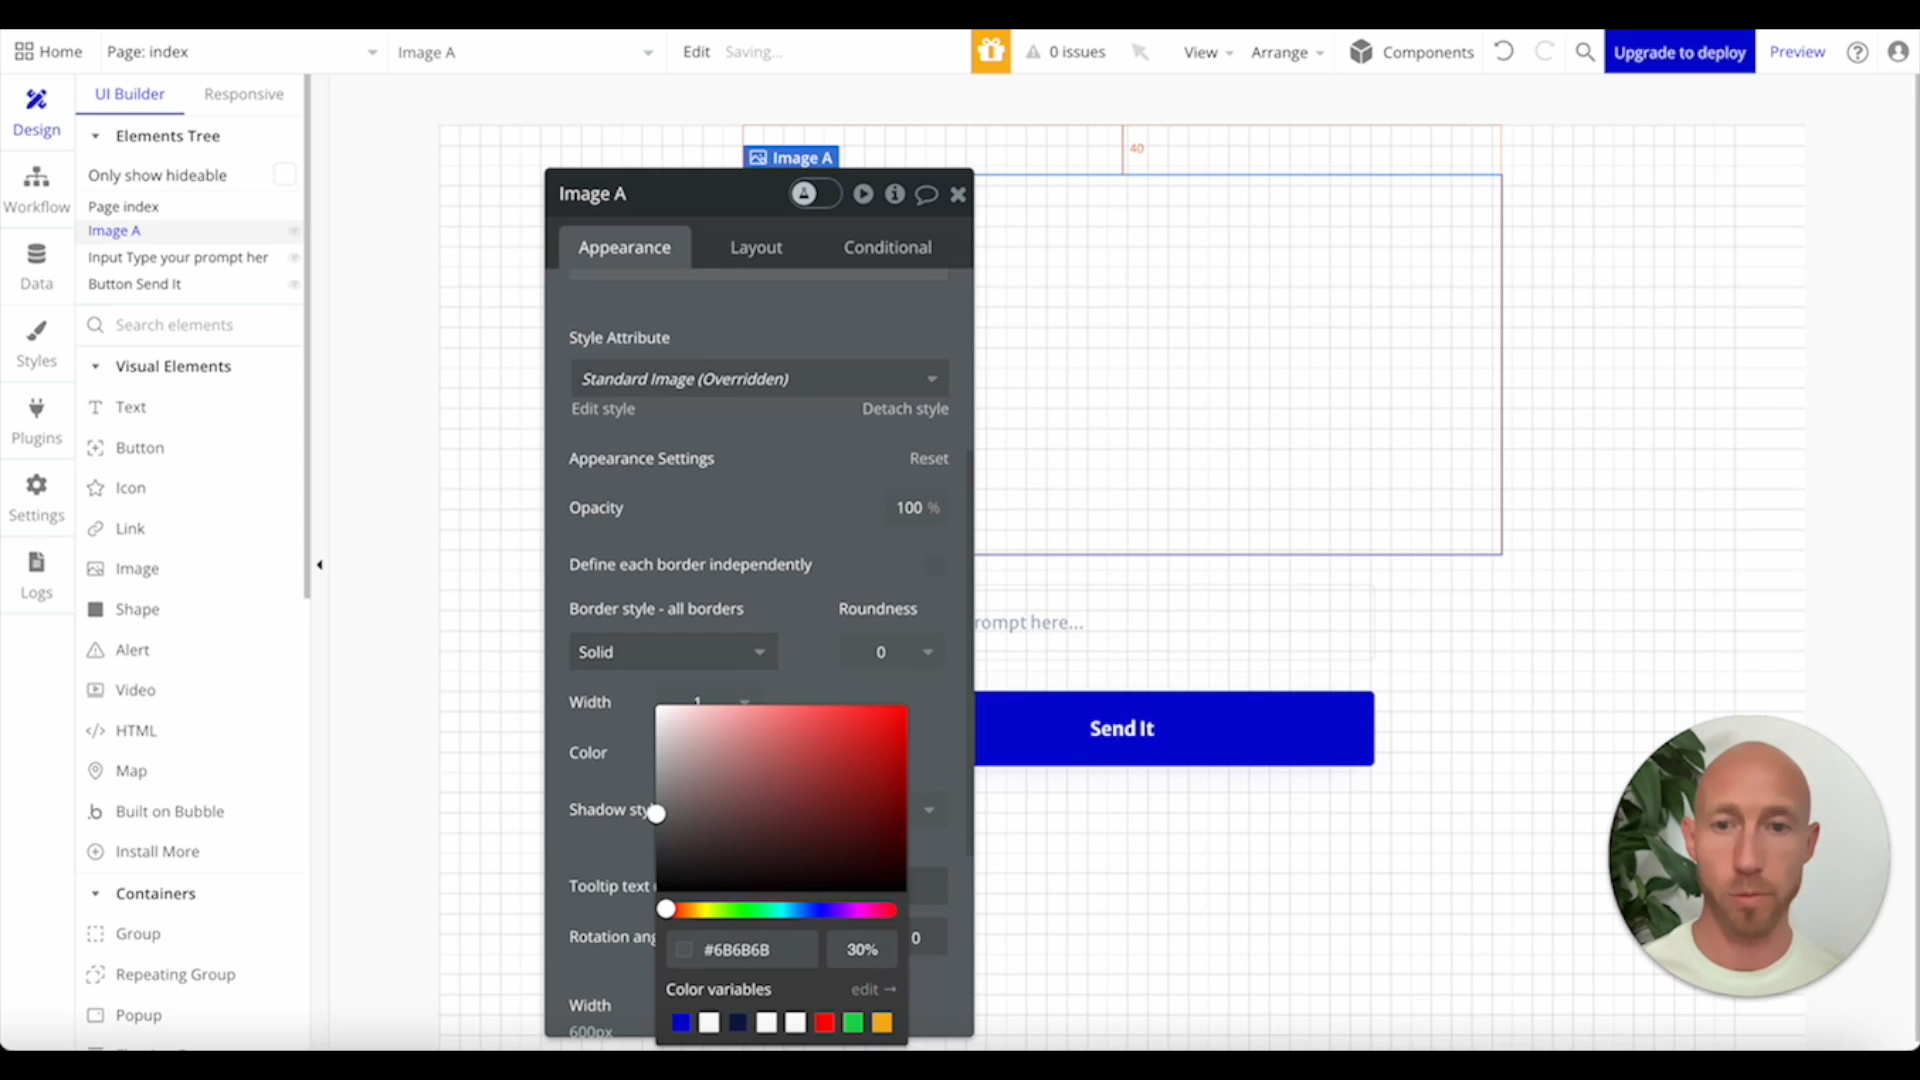 Home
Page: index
Image A
Edit
Saving...
0 issues
View
Arrange
Components
Upgrade to deploy
Preview
Design
Workflow
Data
Styles
Plugins
Settings
Logs
UI Builder
Responsive
Elements Tree
Only show hideable
Page index
Image A
Input Type your prompt her
Button Send It
Search elements
Visual Elements
Text
Button
Icon
Link
Image
Shape
Alert
Video
HTML
Map
Built on Bubble
Install More
Containers
Group
Repeating Group
Popup
Image A
40
Image A
Appearance
Layout
Conditional
Style Attribute
Standard Image (Overridden)
Edit style
Detach style
Appearance Settings
Reset
Opacity
100 %
Define each border independently
Border style - all borders
Roundness
Solid
0
Width
1
Color
Shadow sty
Tooltip text
Rotation ang
0
Width
600px
#6B6B6B
30%
Color variables
edit →
rompt here...
Send It